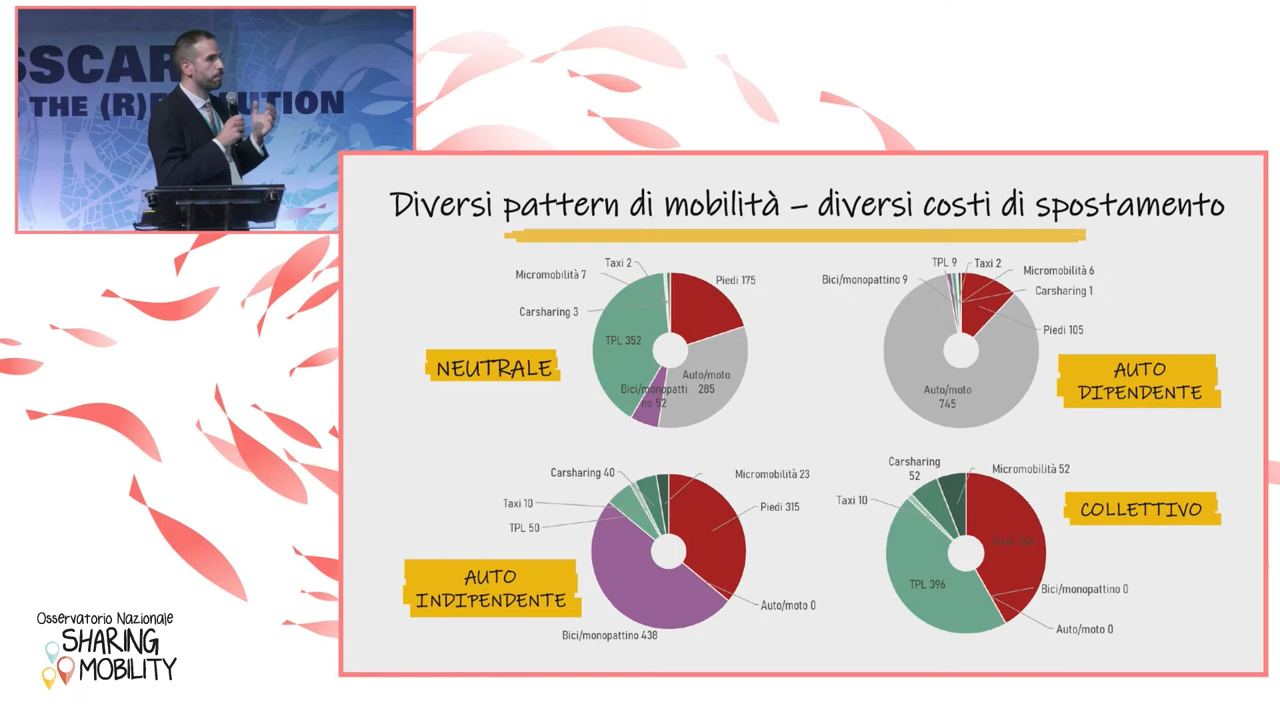 SSCAR
THE (R)E UTION
Diversi pattern di mobilità – diversi costi di spostamento
Taxi 2
Micromobilità 7
Piedi 175
Carsharing 3
TPL 352
Auto/moto
285
Bici/monopatti
no 52
NEUTRALE
TPL 9
Taxi 2
Micromobilità 6
Bici/monopattino 9
Carsharing 1
Piedi 105
Auto/moto
745
AUTO
DIPENDENTE
Carsharing 40
Micromobilità 23
Taxi 10
Piedi 315
TPL 50
Auto/moto 0
Bici/monopattino 438
AUTO
INDIPENDENTE
Carsharing
52
Micromobilità 52
Taxi 10
TPL 396
Bici/monopattino 0
Auto/moto 0
COLLETTIVO
Osservatorio Nazionale
SHARING
MOBILITY